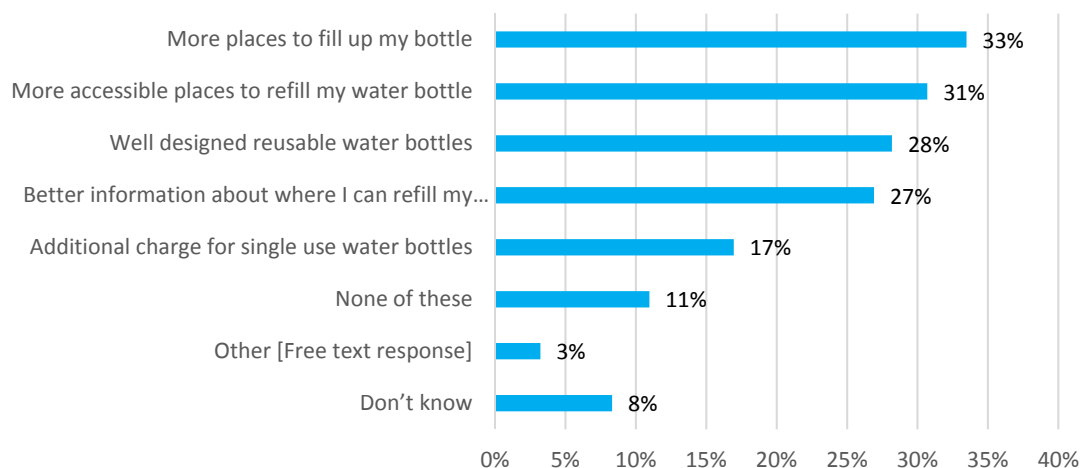 More places to fill up my bottle 33%
More accessible places to refill my water bottle 31%
Well designed reusable water bottles 28%
Better information about where I can refill my… 27%
Additional charge for single use water bottles 17%
None of these 11%
Other [Free text response] 3%
Don’t know 8%
0% 5% 10% 15% 20% 25% 30% 35% 40%